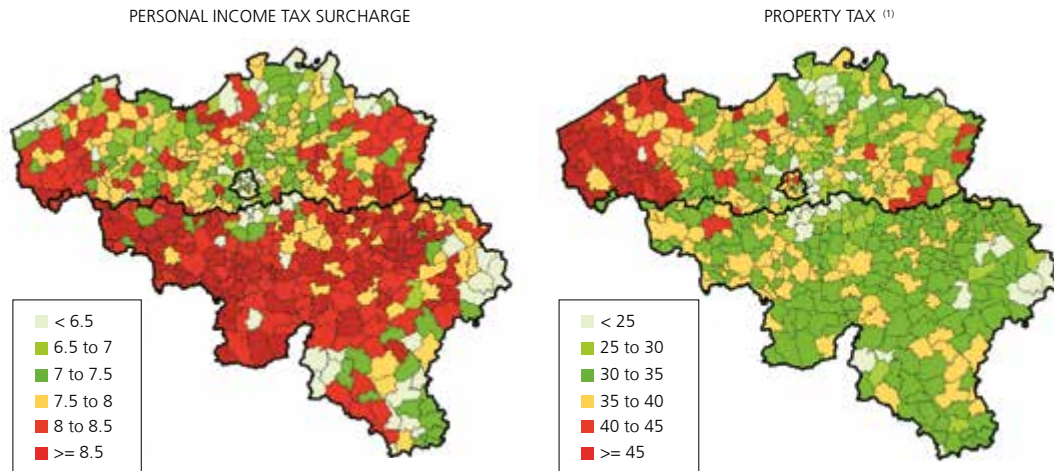 PERSONAL INCOME TAX SURCHARGE
PROPERTY TAX (1)
< 6.5
6.5 to 7
7 to 7.5
7.5 to 8
8 to 8.5
>= 8.5
< 25
25 to 30
30 to 35
35 to 40
40 to 45
>= 45